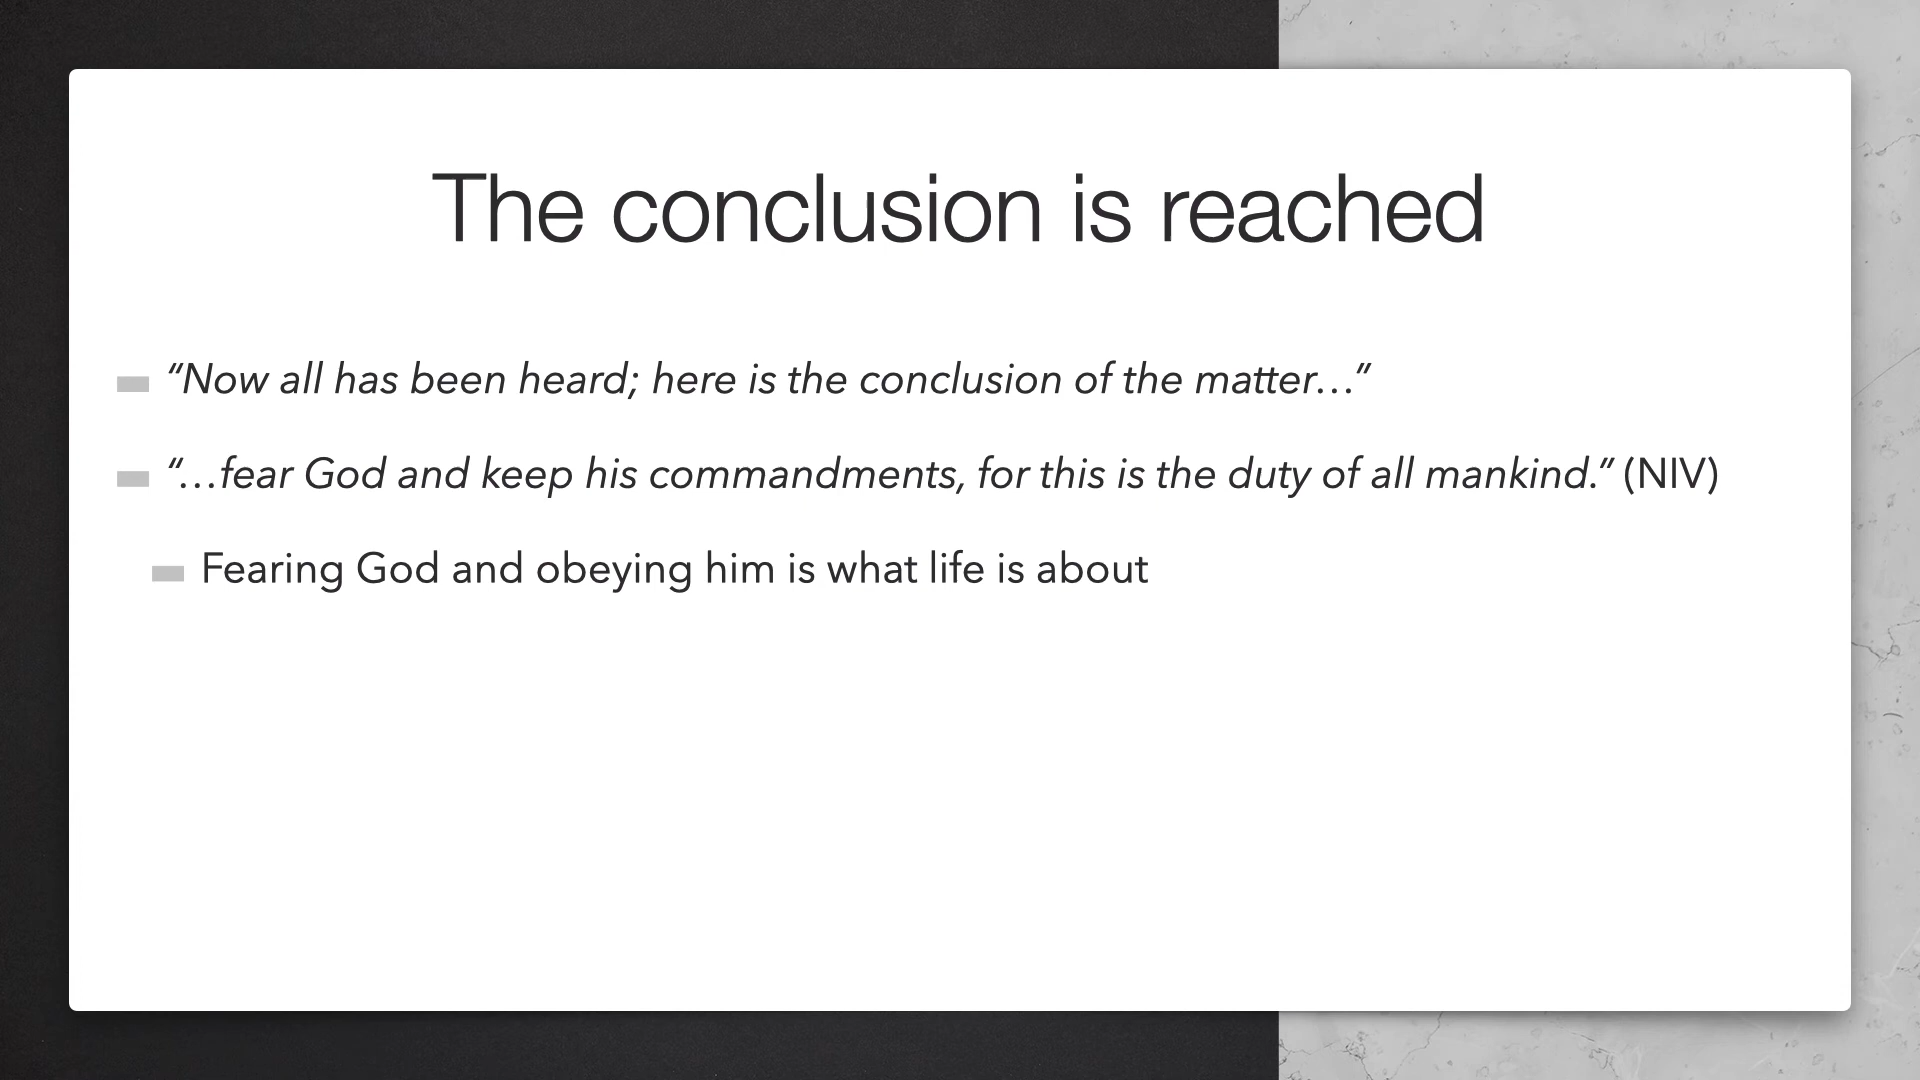 The conclusion is reached
“Now all has been heard; here is the conclusion of the matter…”
“…fear God and keep his commandments, for this is the duty of all mankind.” (NIV)
Fearing God and obeying him is what life is about